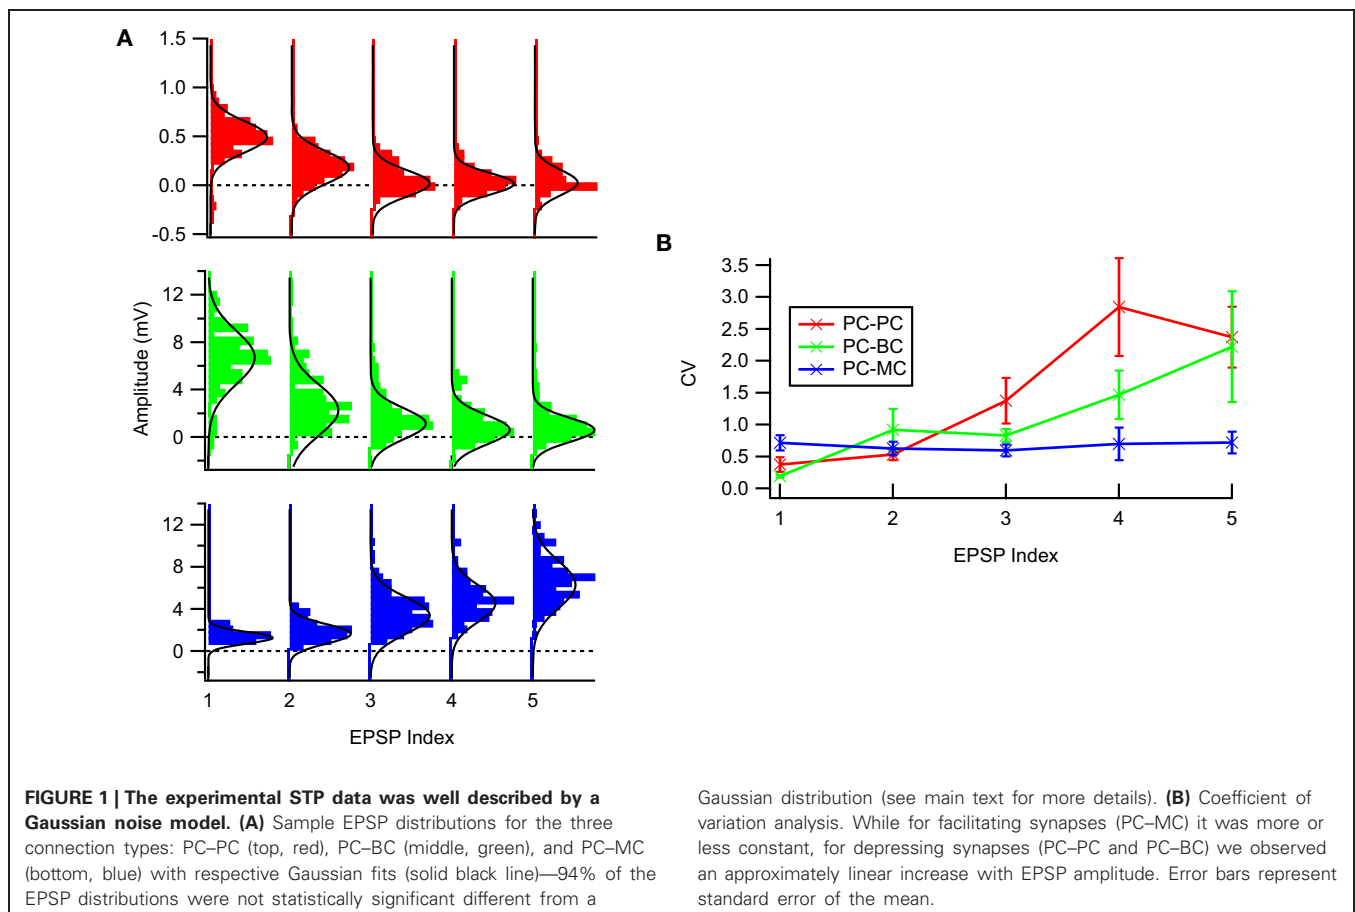 A
1.5
1.0
0.5
0.0
-0.5
Amplitude (mV)
12
8
4
0
12
8
4
0
1 2 3 4 5
EPSP Index
B
3.5
3.0
2.5
2.0
1.5
1.0
0.5
0.0
CV
PC-PC
PC-BC
PC-MC
1 2 3 4 5
EPSP Index
FIGURE 1 | The experimental STP data was well described by a
Gaussian noise model. (A) Sample EPSP distributions for the three
connection types: PC–PC (top, red), PC–BC (middle, green), and PC–MC
(bottom, blue) with respective Gaussian fits (solid black line)—94% of the
EPSP distributions were not statistically significant different from a
Gaussian distribution (see main text for more details). (B) Coefficient of
variation analysis. While for facilitating synapses (PC–MC) it was more or
less constant, for depressing synapses (PC–PC and PC–BC) we observed
an approximately linear increase with EPSP amplitude. Error bars represent
standard error of the mean.